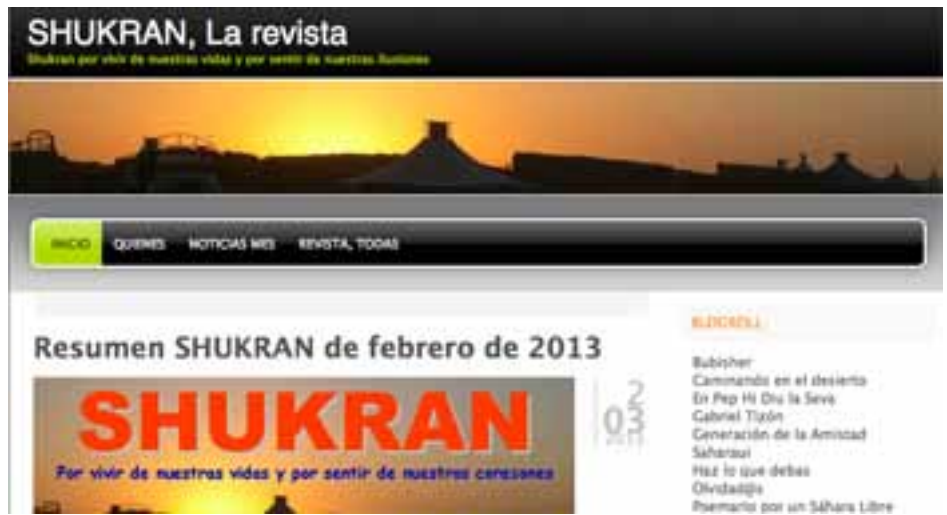 SHUKRAN, La revista
Shukran por vivir de nuestras vidas y por sentir de nuestras ilusiones
INICIO QUIENES NOTICIAS MES REVISTA, TODAS
Resumen SHUKRAN de febrero de 2013
2
03
SHUKRAN
Por vivir de nuestras vidas y por sentir de nuestros corazones
BLOGROLL
Bubisher
Caminando en el desierto
En Pep Hi Diu la Seva
Gabriel Tizón
Generación de la Amistad
Saharaui
Haz lo que debas
Olvidad@s
Poemario por un Sáhara Libre